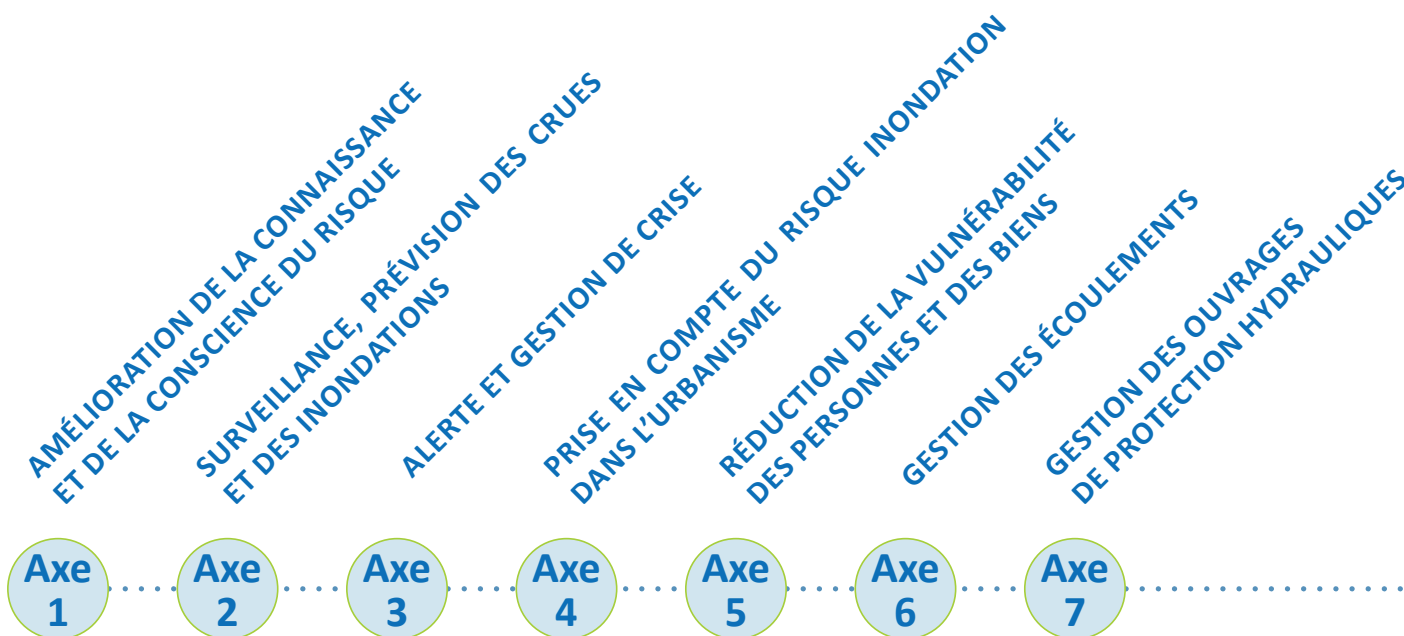 AMÉLIORATION DE LA CONNAISSANCE
ET DE LA CONSCIENCE DU RISQUE
SURVEILLANCE, PRÉVISION DES CRUES
ET DES INONDATIONS
ALERTE ET GESTION DE CRISE
PRISE EN COMPTE DU RISQUE INONDATION
DANS L'URBANISME
RÉDUCTION DE LA VULNÉRABILITÉ
DES PERSONNES ET DES BIENS
GESTION DES ÉCOULEMENTS
GESTION DES OUVRAGES
DE PROTECTION HYDRAULIQUES
Axe
1
Axe
2
Axe
3
Axe
4
Axe
5
Axe
6
Axe
7